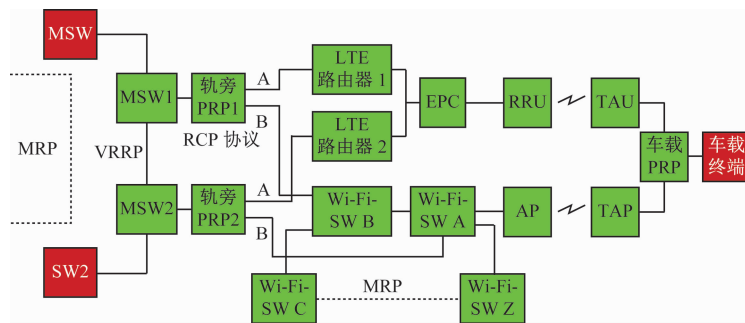 MSW
MRP
MSW1
VRRP
MSW2
SW2
轨旁
PRP1
RCP 协议
轨旁
PRP2
A
B
A
B
LTE
路由器 1
LTE
路由器 2
EPC
RRU
TAU
Wi-Fi-
SW B
Wi-Fi-
SW A
AP
TAP
车载
PRP
车载
终端
Wi-Fi-
SW C
MRP
Wi-Fi-
SW Z